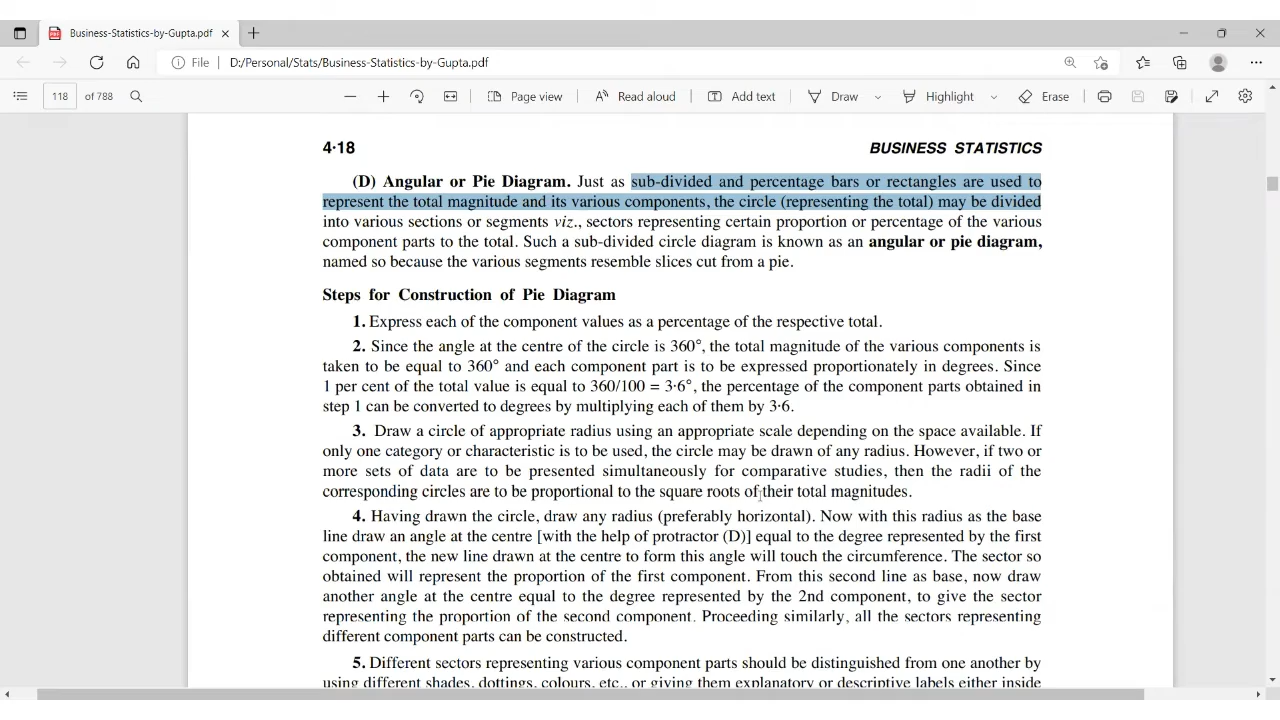 Business-Statistics-by-Gupta.pdf
File | D:/Personal/Stats/Business-Statistics-by-Gupta.pdf
118 of 788 Page view Read aloud Add text Draw Highlight Erase
4·18 BUSINESS STATISTICS
(D) Angular or Pie Diagram. Just as sub-divided and percentage bars or rectangles are used to
represent the total magnitude and its various components, the circle (representing the total) may be divided
into various sections or segments viz., sectors representing certain proportion or percentage of the various
component parts to the total. Such a sub-divided circle diagram is known as an angular or pie diagram,
named so because the various segments resemble slices cut from a pie.
Steps for Construction of Pie Diagram
1. Express each of the component values as a percentage of the respective total.
2. Since the angle at the centre of the circle is 360°, the total magnitude of the various components is
taken to be equal to 360° and each component part is to be expressed proportionately in degrees. Since
1 per cent of the total value is equal to 360/100 = 3·6°, the percentage of the component parts obtained in
step 1 can be converted to degrees by multiplying each of them by 3·6.
3. Draw a circle of appropriate radius using an appropriate scale depending on the space available. If
only one category or characteristic is to be used, the circle may be drawn of any radius. However, if two or
more sets of data are to be presented simultaneously for comparative studies, then the radii of the
corresponding circles are to be proportional to the square roots of their total magnitudes.
4. Having drawn the circle, draw any radius (preferably horizontal). Now with this radius as the base
line draw an angle at the centre [with the help of protractor (D)] equal to the degree represented by the first
component, the new line drawn at the centre to form this angle will touch the circumference. The sector so
obtained will represent the proportion of the first component. From this second line as base, now draw
another angle at the centre equal to the degree represented by the 2nd component, to give the sector
representing the proportion of the second component. Proceeding similarly, all the sectors representing
different component parts can be constructed.
5. Different sectors representing various component parts should be distinguished from one another by
using different shades, dottings, colours, etc., or giving them explanatory or descriptive labels either inside